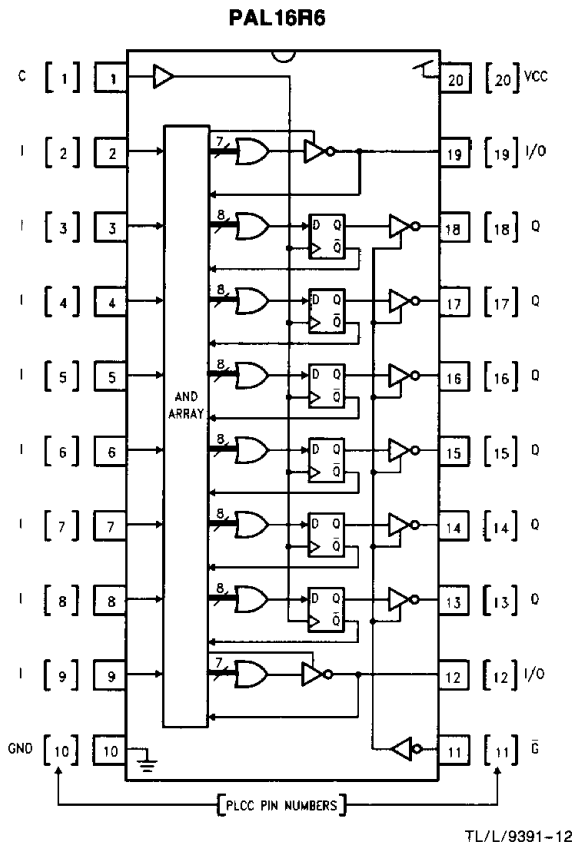 PAL16R6
C [1] 1 20 [20] VCC
I [2] 2 7 19 [19] I/O
I [3] 3 8 D Q Q̅ 18 [18] Q
I [4] 4 8 D Q Q̅ 17 [17] Q
I [5] 5 8 D Q Q̅ 16 [16] Q
AND
ARRAY
I [6] 6 8 D Q Q̅ 15 [15] Q
I [7] 7 8 D Q Q̅ 14 [14] Q
I [8] 8 8 D Q Q̅ 13 [13] Q
I [9] 9 7 12 [12] I/O
GND [10] 10 11 [11] G̅
[PLCC PIN NUMBERS]
TL/L/9391-12